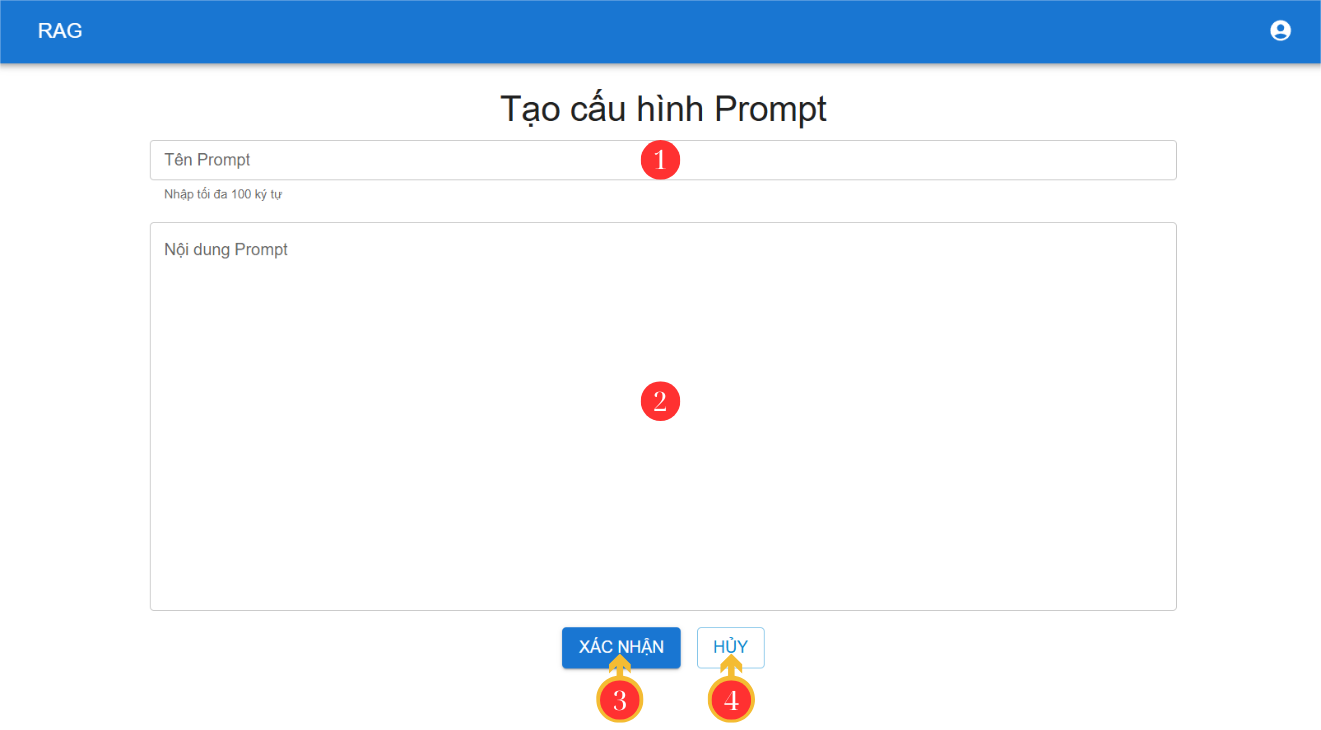 RAG
Tạo cấu hình Prompt
Tên Prompt
1
Nhập tối đa 100 ký tự
Nội dung Prompt
2
XÁC NHẬN HỦY
3 4